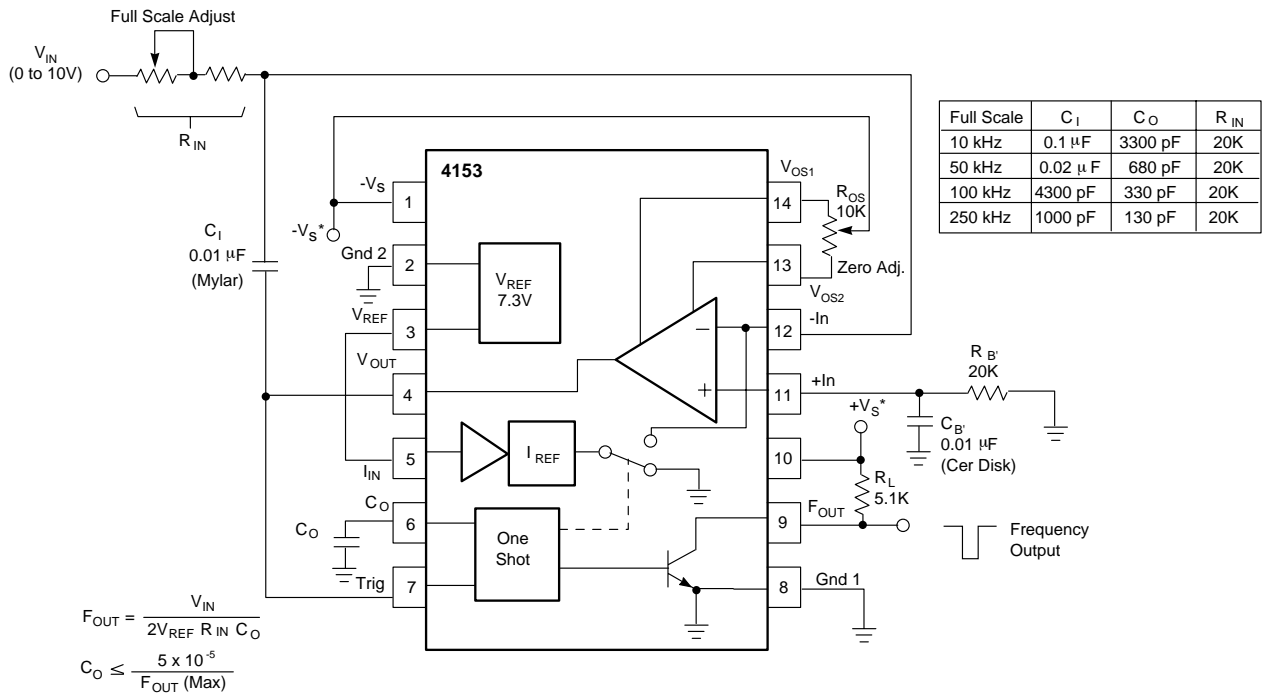 Full Scale Adjust
V_IN
(0 to 10V)
R_IN
Full Scale C_I C_O R_IN
10 kHz 0.1 µF 3300 pF 20K
50 kHz 0.02 µF 680 pF 20K
100 kHz 4300 pF 330 pF 20K
250 kHz 1000 pF 130 pF 20K
4153
-V_S
1
-V_S*
Gnd 2
2
V_REF
3
V_OUT
4
I_IN
5
C_O
6
C_O
Trig
7
C_I
0.01 µF
(Mylar)
V_REF
7.3V
I_REF
One
Shot
−
+
V_OS1
14
R_OS
10K
13
Zero Adj.
V_OS2
-In
12
+In
11
R_B'
20K
C_B'
0.01 µF
(Cer Disk)
+V_S*
10
R_L
5.1K
F_OUT
9
Frequency
Output
Gnd 1
8
F_OUT = V_IN / 2V_REF R_IN C_O
C_O ≤ 5 x 10^-5 / F_OUT (Max)